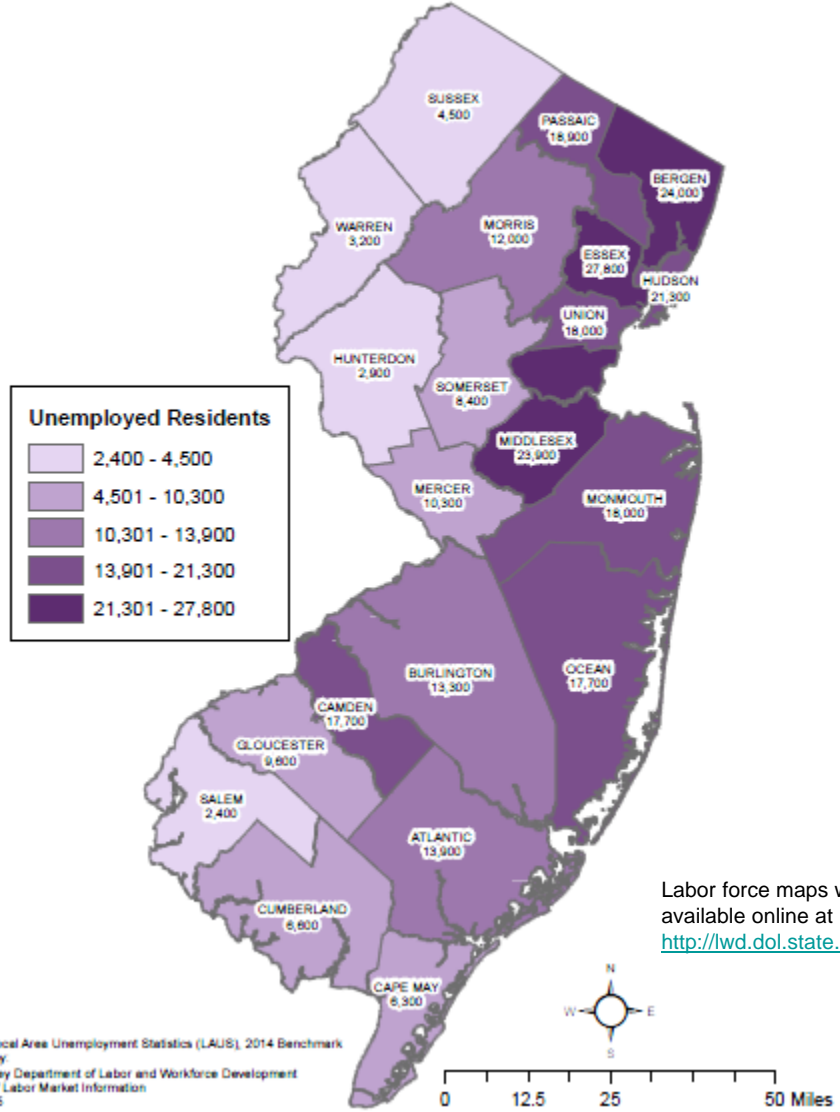 SUSSEX
4,500
PASSAIC
18,900
BERGEN
24,000
WARREN
3,200
MORRIS
12,000
ESSEX
27,800
HUDSON
21,300
UNION
18,000
HUNTERDON
2,900
SOMERSET
8,400
MIDDLESEX
23,900
MERCER
10,300
MONMOUTH
18,000
Unemployed Residents
2,400 - 4,500
4,501 - 10,300
10,301 - 13,900
13,901 - 21,300
21,301 - 27,800
BURLINGTON
13,300
OCEAN
17,700
CAMDEN
17,700
GLOUCESTER
9,600
SALEM
2,400
ATLANTIC
13,900
CUMBERLAND
6,600
CAPE MAY
6,300
Labor force maps
available online at
http://lwd.dol.state.
N
W
E
S
0 12.5 25 50 Miles
Area Unemployment Statistics (LAUS), 2014 Benchmark
Department of Labor and Workforce Development
Labor Market Information